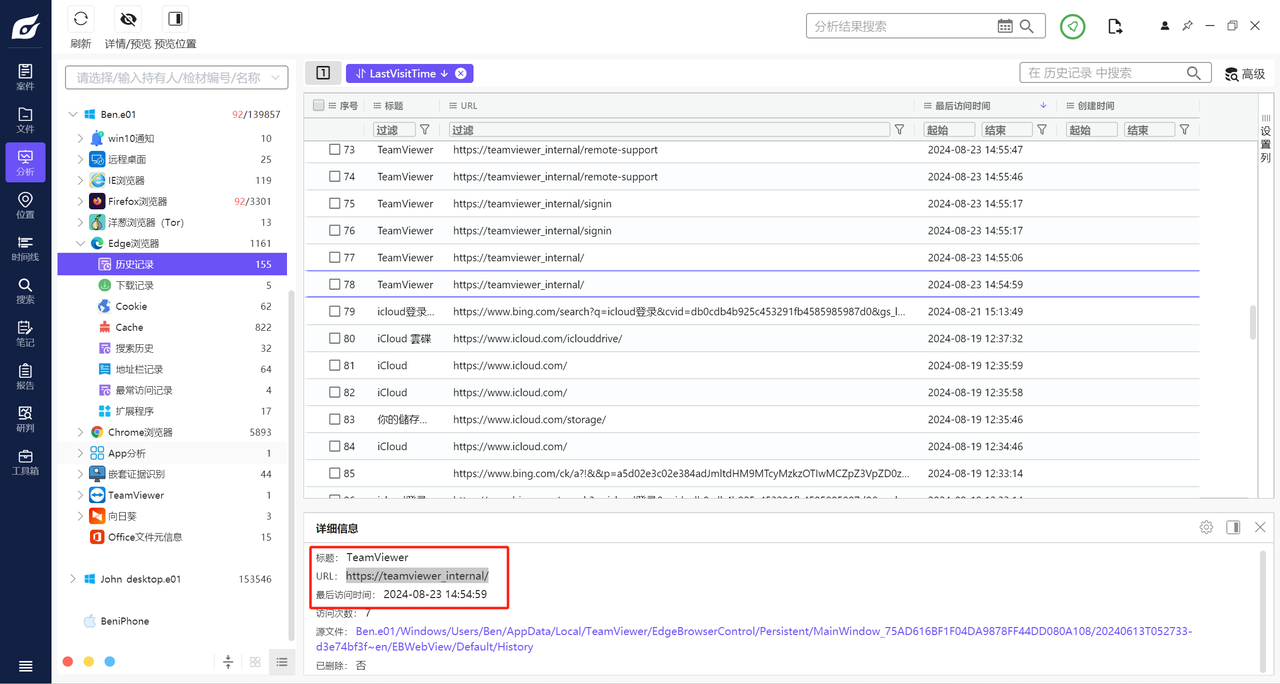 刷新
详情/预览 预览位置
分析结果搜索
案件
文件
分析
位置
时间线
搜索
笔记
报告
研判
工具箱
请选择/输入持有人/检材编号/名称
Ben.e01 92/139857
win10通知 10
远程桌面 25
IE浏览器 119
Firefox浏览器 92/3301
洋葱浏览器（Tor） 13
Edge浏览器 1161
历史记录 155
下载记录 5
Cookie 62
Cache 822
搜索历史 32
地址栏记录 64
最常访问记录 4
扩展程序 17
Chrome浏览器 5893
App分析 1
嵌套证据识别 44
TeamViewer 1
向日葵 3
Office文件元信息 15
John desktop.e01 153546
BeniPhone
1 LastVisitTime
在 历史记录 中搜索
高级
序号 标题 URL 最后访问时间 创建时间
过滤 过滤 起始 结束 起始 结束
设置列
73 TeamViewer https://teamviewer_internal/remote-support 2024-08-23 14:55:47
74 TeamViewer https://teamviewer_internal/remote-support 2024-08-23 14:55:46
75 TeamViewer https://teamviewer_internal/signin 2024-08-23 14:55:17
76 TeamViewer https://teamviewer_internal/signin 2024-08-23 14:55:17
77 TeamViewer https://teamviewer_internal/ 2024-08-23 14:55:06
78 TeamViewer https://teamviewer_internal/ 2024-08-23 14:54:59
79 icloud登录... https://www.bing.com/search?q=icloud登录&cvid=db0cdb4b925c453291fb4585985987d0&gs_l... 2024-08-21 15:13:49
80 iCloud 雲碟 https://www.icloud.com/iclouddrive/ 2024-08-19 12:37:32
81 iCloud https://www.icloud.com/ 2024-08-19 12:35:59
82 iCloud https://www.icloud.com/ 2024-08-19 12:35:58
83 你的儲存... https://www.icloud.com/storage/ 2024-08-19 12:35:46
84 iCloud https://www.icloud.com/ 2024-08-19 12:34:46
85 https://www.bing.com/ck/a?!&&p=a5d02e3c02e384adJmltdHM9MTcyMzkzOTIwMCZpZ3VpZD0z... 2024-08-19 12:33:14
详细信息
标题： TeamViewer
URL： https://teamviewer_internal/
最后访问时间： 2024-08-23 14:54:59
访问次数： 7
源文件： Ben.e01/Windows/Users/Ben/AppData/Local/TeamViewer/EdgeBrowserControl/Persistent/MainWindow_75AD616BF1F04DA9878FF44DD080A108/20240613T052733-
d3e74bf3f~en/EBWebView/Default/History
已删除： 否